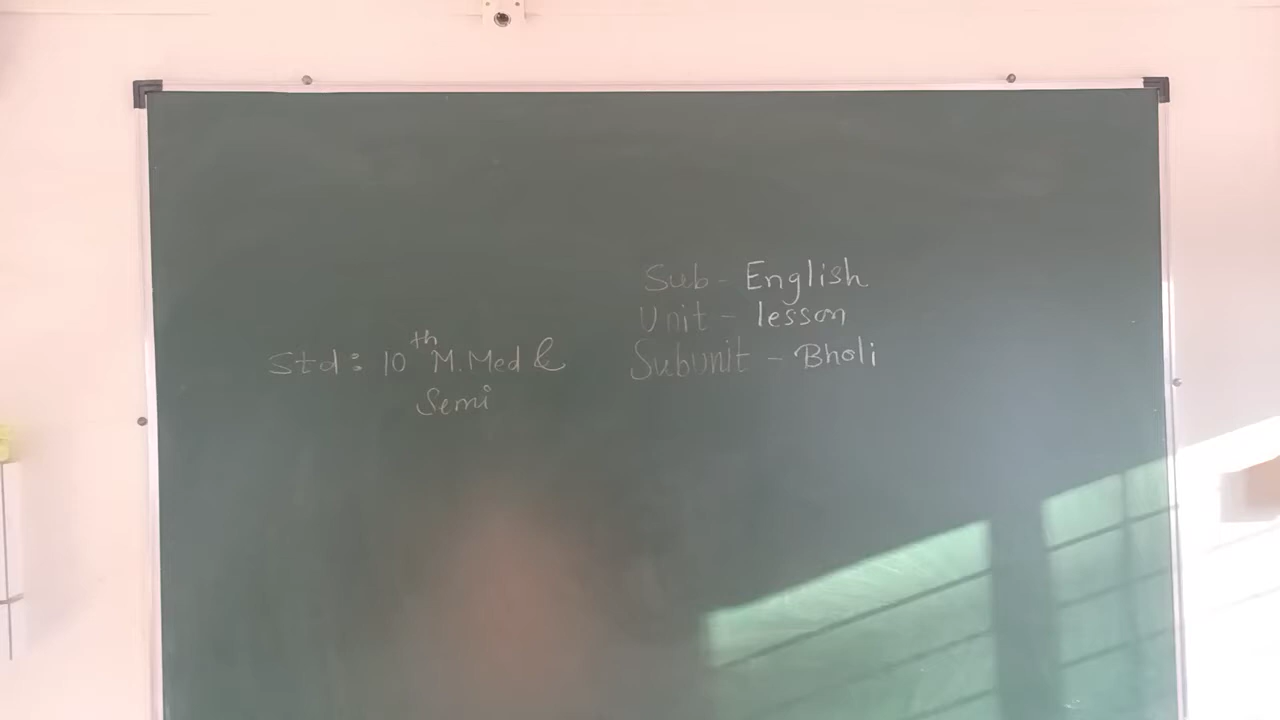 Sub - English
Unit - lesson
Std : 10th M.Med &
Semi
Subunit - Bholi